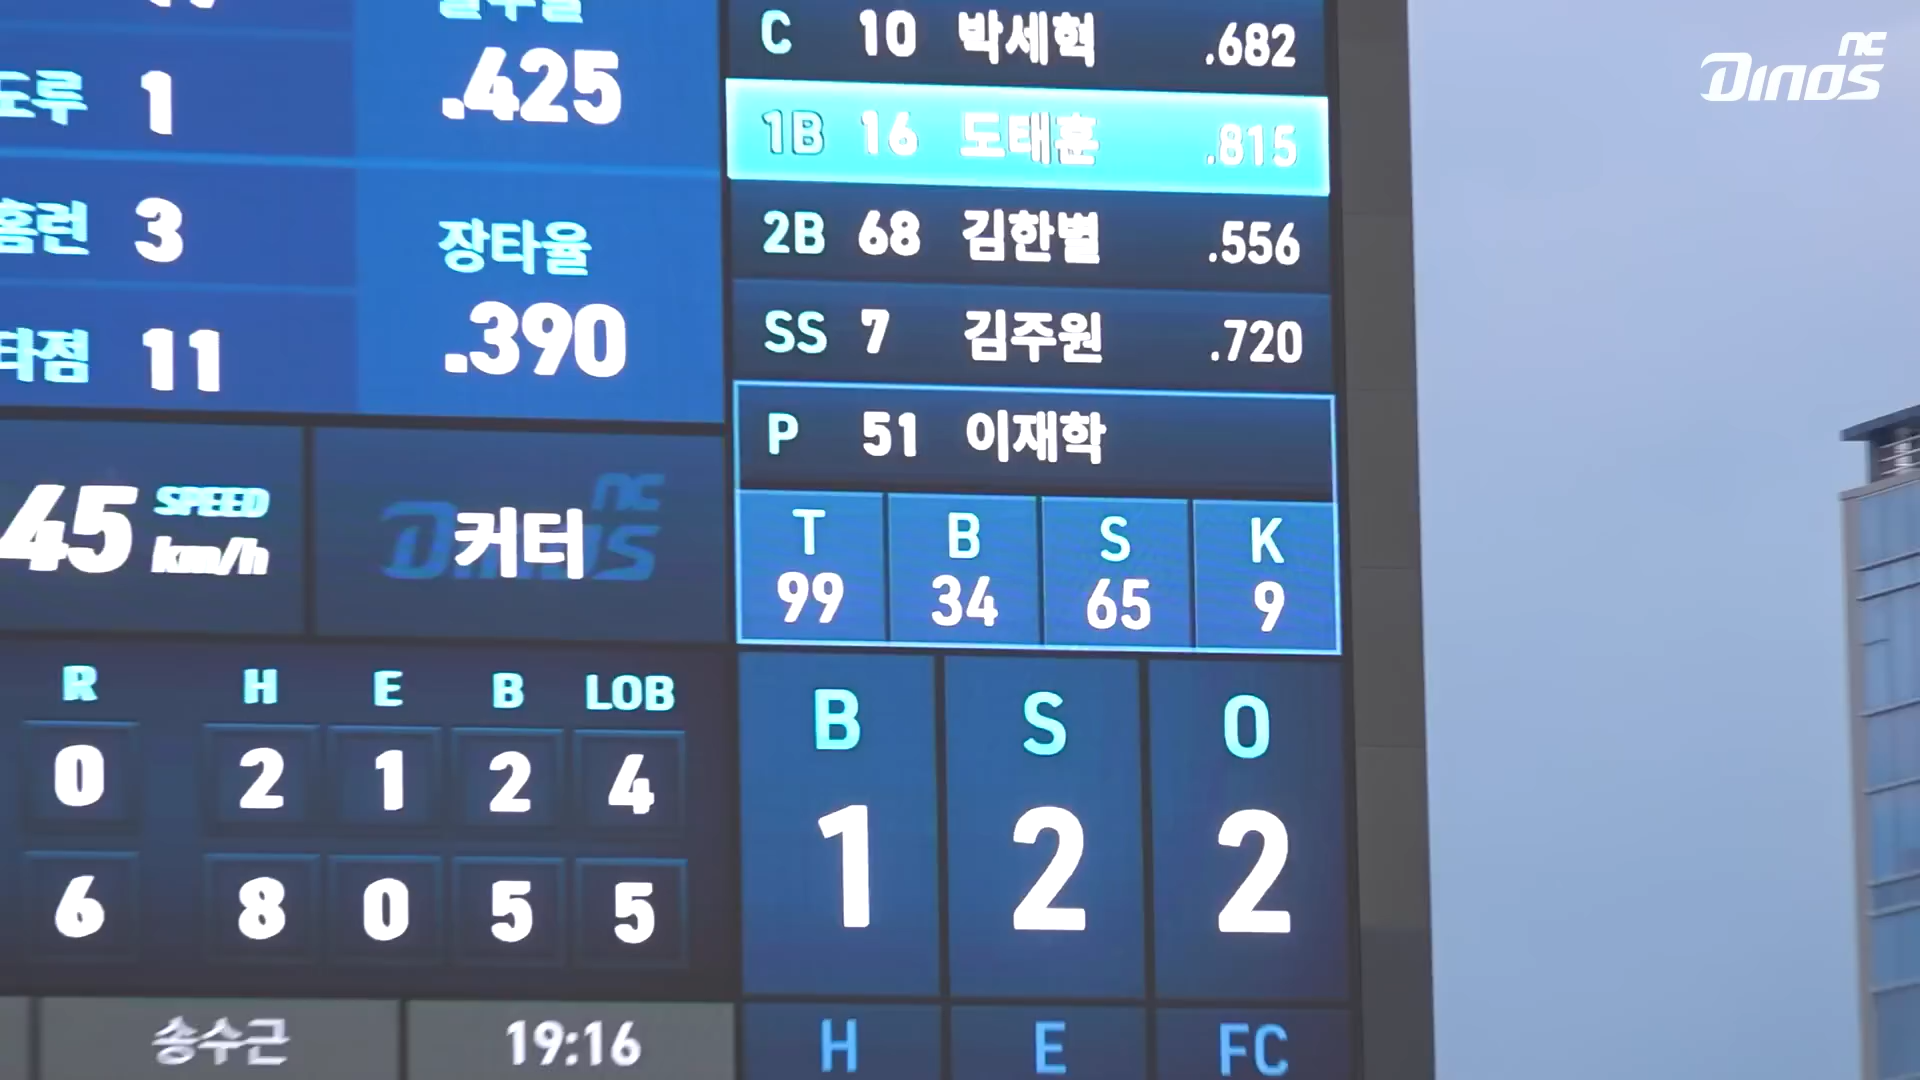 도루 1
홈런 3
타점 11
.425
장타율
.390
C 10 박세혁 .682
1B 16 도태훈 .815
2B 68 김한별 .556
SS 7 김주원 .720
P 51 이재학
T B S K
99 34 65 9
45 SPEED km/h
커터
R H E B LOB
0 2 1 2 4
6 8 0 5 5
B S O
1 2 2
송수근 19:16
H E FC
NC DINOS